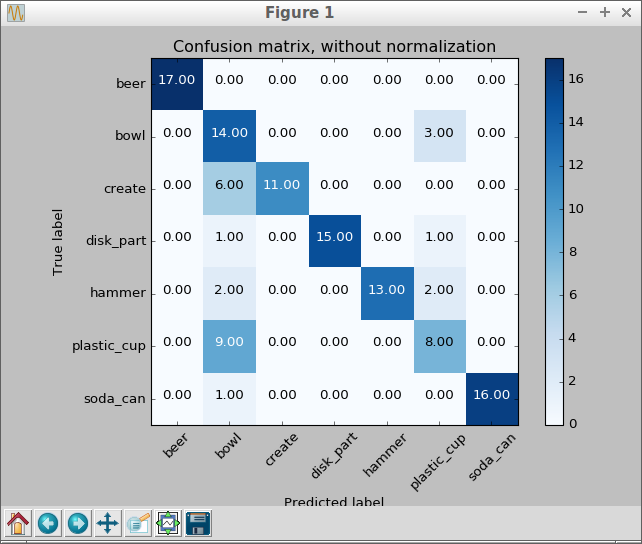 Figure 1
Confusion matrix, without normalization
beer 17.00 0.00 0.00 0.00 0.00 0.00 0.00
bowl 0.00 14.00 0.00 0.00 0.00 3.00 0.00
create 0.00 6.00 11.00 0.00 0.00 0.00 0.00
disk_part 0.00 1.00 0.00 15.00 0.00 1.00 0.00
hammer 0.00 2.00 0.00 0.00 13.00 2.00 0.00
plastic_cup 0.00 9.00 0.00 0.00 0.00 8.00 0.00
soda_can 0.00 1.00 0.00 0.00 0.00 0.00 16.00
True label
beer bowl create disk_part hammer plastic_cup soda_can
Predicted label
16
14
12
10
8
6
4
2
0